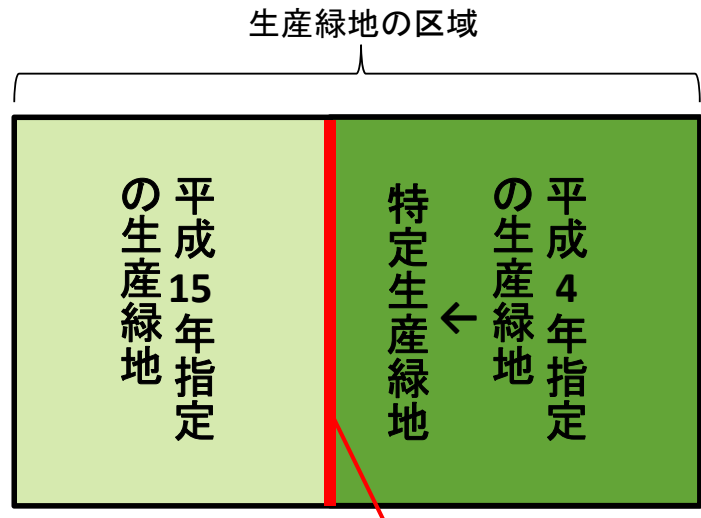 生産緑地の区域
平成15年指定
の生産緑地
平成4年指定
の生産緑地
←
特定生産緑地